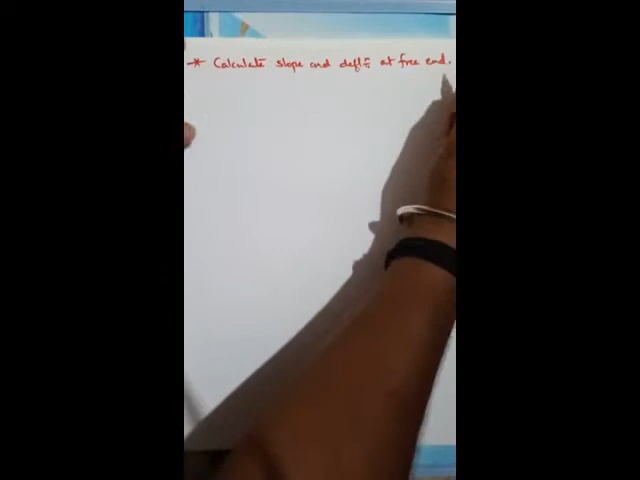 * Calculate slope and deflⁿ at free end.